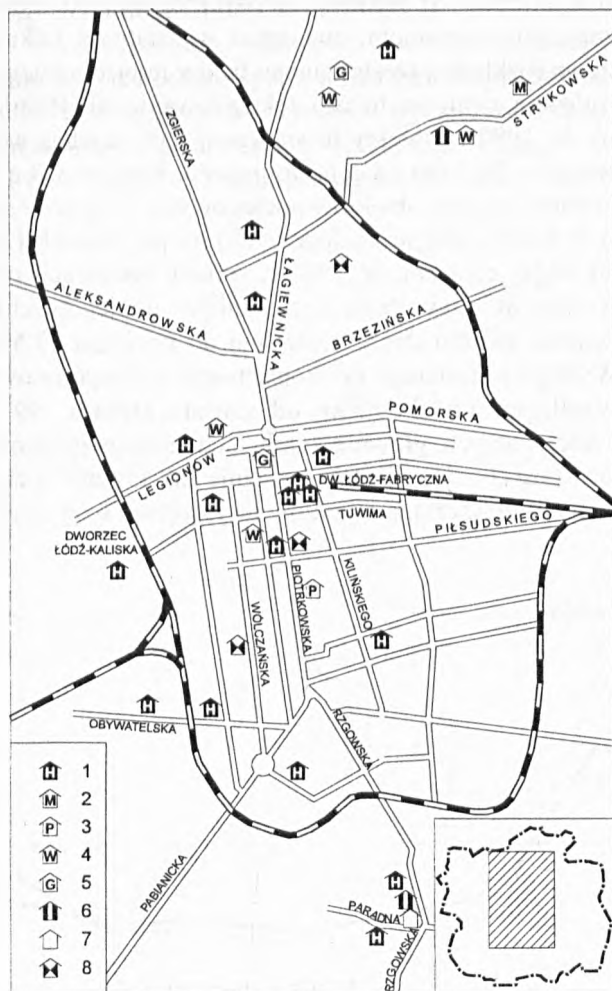 H
G
W
M
STRYKOWSKA
W
ZGIERSKA
H
ŁAGIEWNICKA
H
ALEKSANDROWSKA
BRZEZIŃSKA
POMORSKA
W
H
G
H
LEGIONÓW
H
DW. ŁÓDŹ-FABRYCZNA
H
H
H
TUWIMA
PIŁSUDSKIEGO
DWORZEC
ŁÓDŹ-KALISKA
W
H
H
PIOTRKOWSKA
KILIŃSKIEGO
P
WÓLCZAŃSKA
H
H
H
OBYWATELSKA
RZGOWSKA
H
PABIANICKA
H
PARADNA
H
RZGOWSKA
H 1
M 2
P 3
W 4
G 5
6
7
8